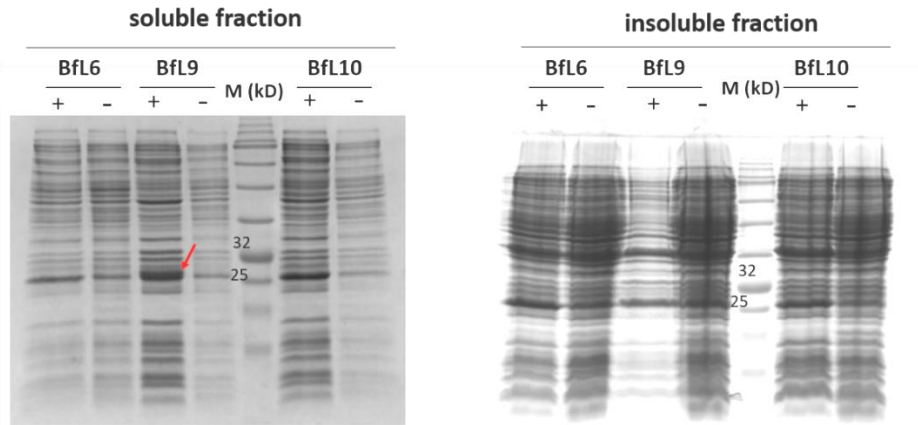 soluble fraction
BfL6 BfL9 M (kD) BfL10
+ – + – + –
32
25
insoluble fraction
BfL6 BfL9 M (kD) BfL10
+ – + – + –
32
25